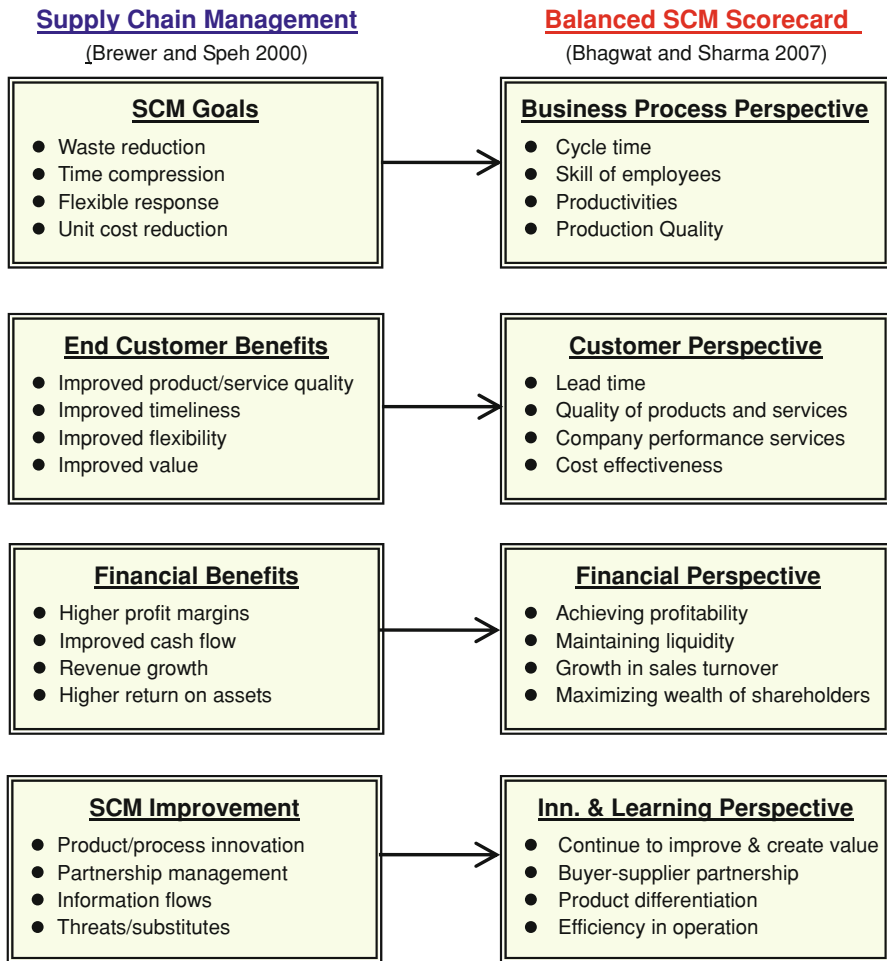 Supply Chain Management
(Brewer and Speh 2000)
Balanced SCM Scorecard
(Bhagwat and Sharma 2007)
SCM Goals
● Waste reduction
● Time compression
● Flexible response
● Unit cost reduction
Business Process Perspective
● Cycle time
● Skill of employees
● Productivities
● Production Quality
End Customer Benefits
● Improved product/service quality
● Improved timeliness
● Improved flexibility
● Improved value
Customer Perspective
● Lead time
● Quality of products and services
● Company performance services
● Cost effectiveness
Financial Benefits
● Higher profit margins
● Improved cash flow
● Revenue growth
● Higher return on assets
Financial Perspective
● Achieving profitability
● Maintaining liquidity
● Growth in sales turnover
● Maximizing wealth of shareholders
SCM Improvement
● Product/process innovation
● Partnership management
● Information flows
● Threats/substitutes
Inn. & Learning Perspective
● Continue to improve & create value
● Buyer-supplier partnership
● Product differentiation
● Efficiency in operation